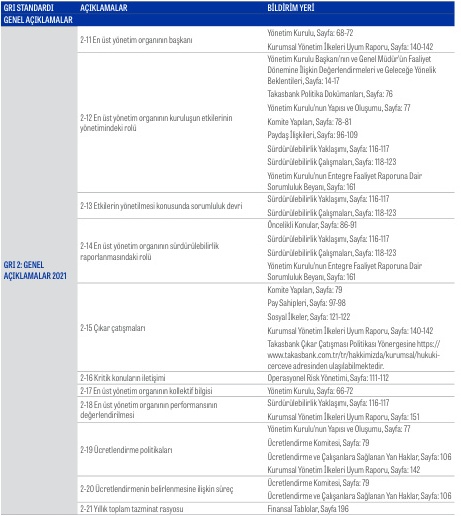 GRI STANDARDI AÇIKLAMALAR BİLDİRİM YERİ
GENEL AÇIKLAMALAR
GRI 2: GENEL
AÇIKLAMALAR 2021
2-11 En üst yönetim organının başkanı
Yönetim Kurulu, Sayfa: 68-72
Kurumsal Yönetim İlkeleri Uyum Raporu, Sayfa: 140-142
2-12 En üst yönetim organının kuruluşun etkilerinin
yönetimindeki rolü
Yönetim Kurulu Başkanı'nın ve Genel Müdür'ün Faaliyet
Dönemine İlişkin Değerlendirmeleri ve Geleceğe Yönelik
Beklentileri, Sayfa: 14-17
Takasbank Politika Dokümanları, Sayfa: 76
Yönetim Kurulu'nun Yapısı ve Oluşumu, Sayfa: 77
Komite Yapıları, Sayfa: 78-81
Paydaş İlişkileri, Sayfa: 96-109
Sürdürülebilirlik Yaklaşımı, Sayfa: 116-117
Sürdürülebilirlik Çalışmaları, Sayfa: 118-123
Yönetim Kurulu'nun Entegre Faaliyet Raporuna Dair
Sorumluluk Beyanı, Sayfa: 161
2-13 Etkilerin yönetilmesi konusunda sorumluluk devri
Sürdürülebilirlik Yaklaşımı, Sayfa: 116-117
Sürdürülebilirlik Çalışmaları, Sayfa: 118-123
2-14 En üst yönetim organının sürdürülebilirlik
raporlanmasındaki rolü
Öncelikli Konular, Sayfa: 86-91
Sürdürülebilirlik Yaklaşımı, Sayfa: 116-117
Sürdürülebilirlik Çalışmaları, Sayfa: 118-123
Yönetim Kurulu'nun Entegre Faaliyet Raporuna Dair
Sorumluluk Beyanı, Sayfa: 161
2-15 Çıkar çatışmaları
Komite Yapıları, Sayfa: 79
Pay Sahipleri, Sayfa: 97-98
Sosyal İlkeler, Sayfa: 121-122
Kurumsal Yönetim İlkeleri Uyum Raporu, Sayfa: 140-142
Takasbank Çıkar Çatışması Politikası Yönergesine https://
www.takasbank.com.tr/tr/hakkimizda/kurumsal/hukuki-
cerceve adresinden ulaşılabilmektedir.
2-16 Kritik konuların iletişimi
Operasyonel Risk Yönetimi, Sayfa: 111-112
2-17 En üst yönetim organının kollektif bilgisi
Yönetim Kurulu, Sayfa: 66-72
2-18 En üst yönetim organının performansının
değerlendirilmesi
Sürdürülebilirlik Yaklaşımı, Sayfa: 116-117
Kurumsal Yönetim İlkeleri Uyum Raporu, Sayfa: 151
2-19 Ücretlendirme politikaları
Yönetim Kurulu'nun Yapısı ve Oluşumu, Sayfa: 77
Ücretlendirme Komitesi, Sayfa: 79
Ücretlendirme ve Çalışanlara Sağlanan Yan Haklar, Sayfa: 106
Kurumsal Yönetim İlkeleri Uyum Raporu, Sayfa: 142
2-20 Ücretlendirmenin belirlenmesine ilişkin süreç
Ücretlendirme Komitesi, Sayfa: 79
Ücretlendirme ve Çalışanlara Sağlanan Yan Haklar, Sayfa: 106
2-21 Yıllık toplam tazminat rasyosu
Finansal Tablolar, Sayfa 196